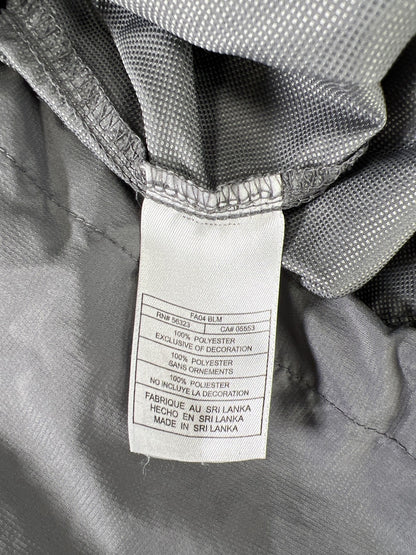 FA04 BLM
RN# 56323 CA# 05553
100% POLYESTER
EXCLUSIVE OF DECORATION
100% POLYESTER
SANS ORNEMENTS
100% POLIESTER
NO INCLUYE LA DECORATION
FABRIQUE AU SRI LANKA
HECHO EN SRI LANKA
MADE IN SRI LANKA